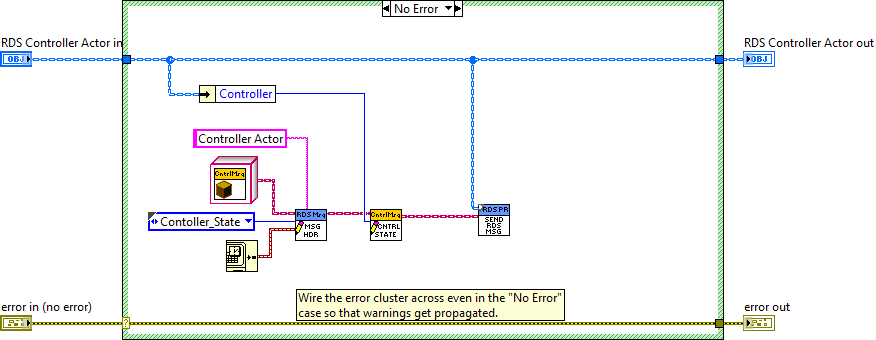 No Error
RDS Controller Actor in
RDS Controller Actor out
OBJ
OBJ
Controller
Controller Actor
CntrlMsg
Contoller_State
RDS Msg
MSG
HDR
CntrlMsg
CNTRL
STATE
RDS PR
SEND
RDS
MSG
Wire the error cluster across even in the "No Error"
case so that warnings get propagated.
error in (no error)
error out
?